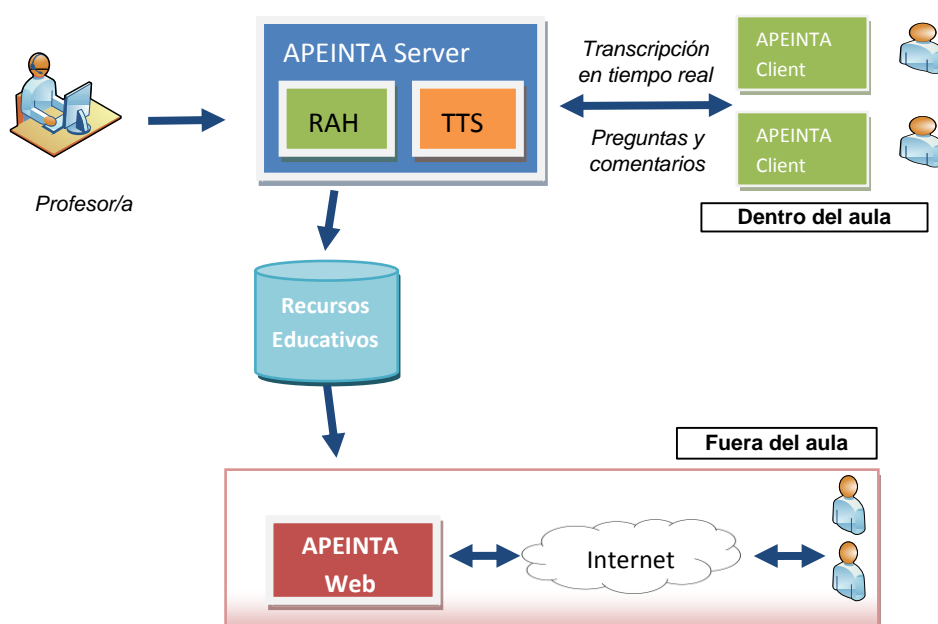 APEINTA Server
RAH
TTS
Profesor/a
Transcripción
en tiempo real
Preguntas y
comentarios
APEINTA
Client
APEINTA
Client
Dentro del aula
Recursos
Educativos
Fuera del aula
APEINTA
Web
Internet